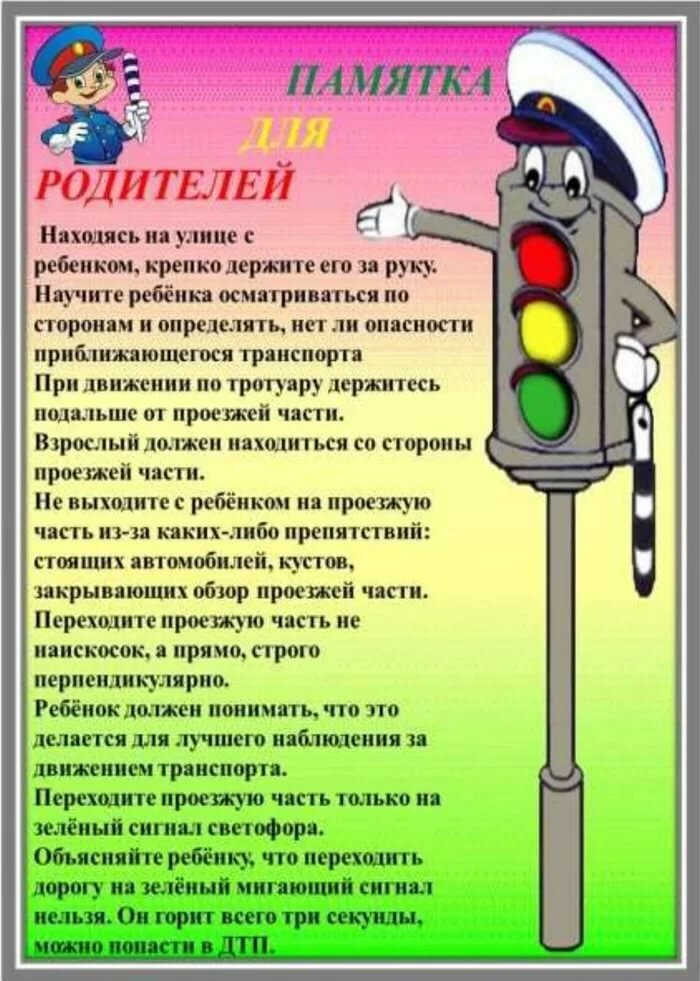 ПАМЯТКА
ДЛЯ
РОДИТЕЛЕЙ
Находясь на улице с
ребенком, крепко держите его за руку.
Научите ребёнка осматриваться по
сторонам и определять, нет ли опасности
приближающегося транспорта
При движении по тротуару держитесь
подальше от проезжей части.
Взрослый должен находиться со стороны
проезжей части.
Не выходите с ребёнком на проезжую
часть из-за каких-либо препятствий:
стоящих автомобилей, кустов,
закрывающих обзор проезжей части.
Переходите проезжую часть не
наискосок, а прямо, строго
перпендикулярно.
Ребёнок должен понимать, что это
делается для лучшего наблюдения за
движением транспорта.
Переходите проезжую часть только на
зелёный сигнал светофора.
Объясняйте ребёнку, что переходить
дорогу на зелёный мигающий сигнал
нельзя. Он горит всего три секунды,
можно попасти в ДТП.